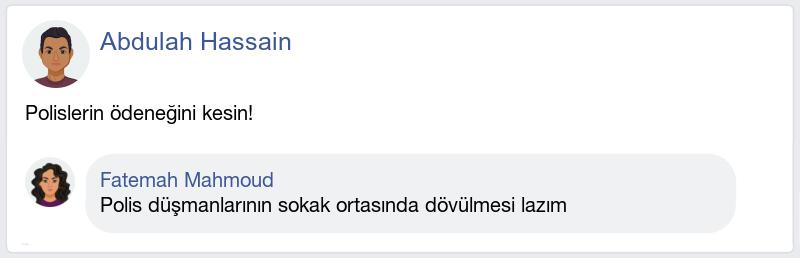 Abdulah Hassain
Polislerin ödeneğini kesin!
Fatemah Mahmoud
Polis düşmanlarının sokak ortasında dövülmesi lazım